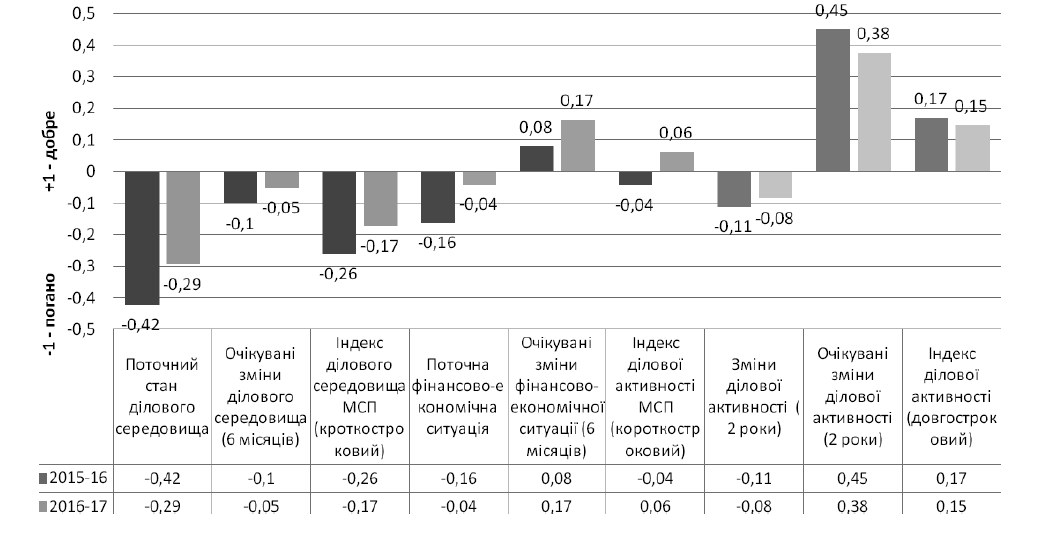 0,5
0,4
0,3
0,2
0,1
0
-0,1
-0,2
-0,3
-0,4
-0,5
+1 - добре
-1 - погано
-0,42
-0,29
-0,1
-0,05
-0,26
-0,17
-0,16
-0,04
0,08
0,17
-0,04
0,06
-0,11
-0,08
0,45
0,38
0,17
0,15
Поточний
стан
ділового
середовища
Очікувані
зміни
ділового
середовища
(6 місяців)
Індекс
ділового
середовища
МСП
(кроткостро
ковий)
Поточна
фінансово-е
кономічна
ситуація
Очікувані
зміни
фінансово-
економічної
ситуації (6
місяців)
Індекс
ділової
активності
МСП
(короткостр
оковий)
Зміни
ділової
активності (
2 роки)
Очікувані
зміни
ділової
активності
(2 роки)
Індекс
ділової
активності
(довгострок
овий)
2015-16 -0,42 -0,1 -0,26 -0,16 0,08 -0,04 -0,11 0,45 0,17
2016-17 -0,29 -0,05 -0,17 -0,04 0,17 0,06 -0,08 0,38 0,15